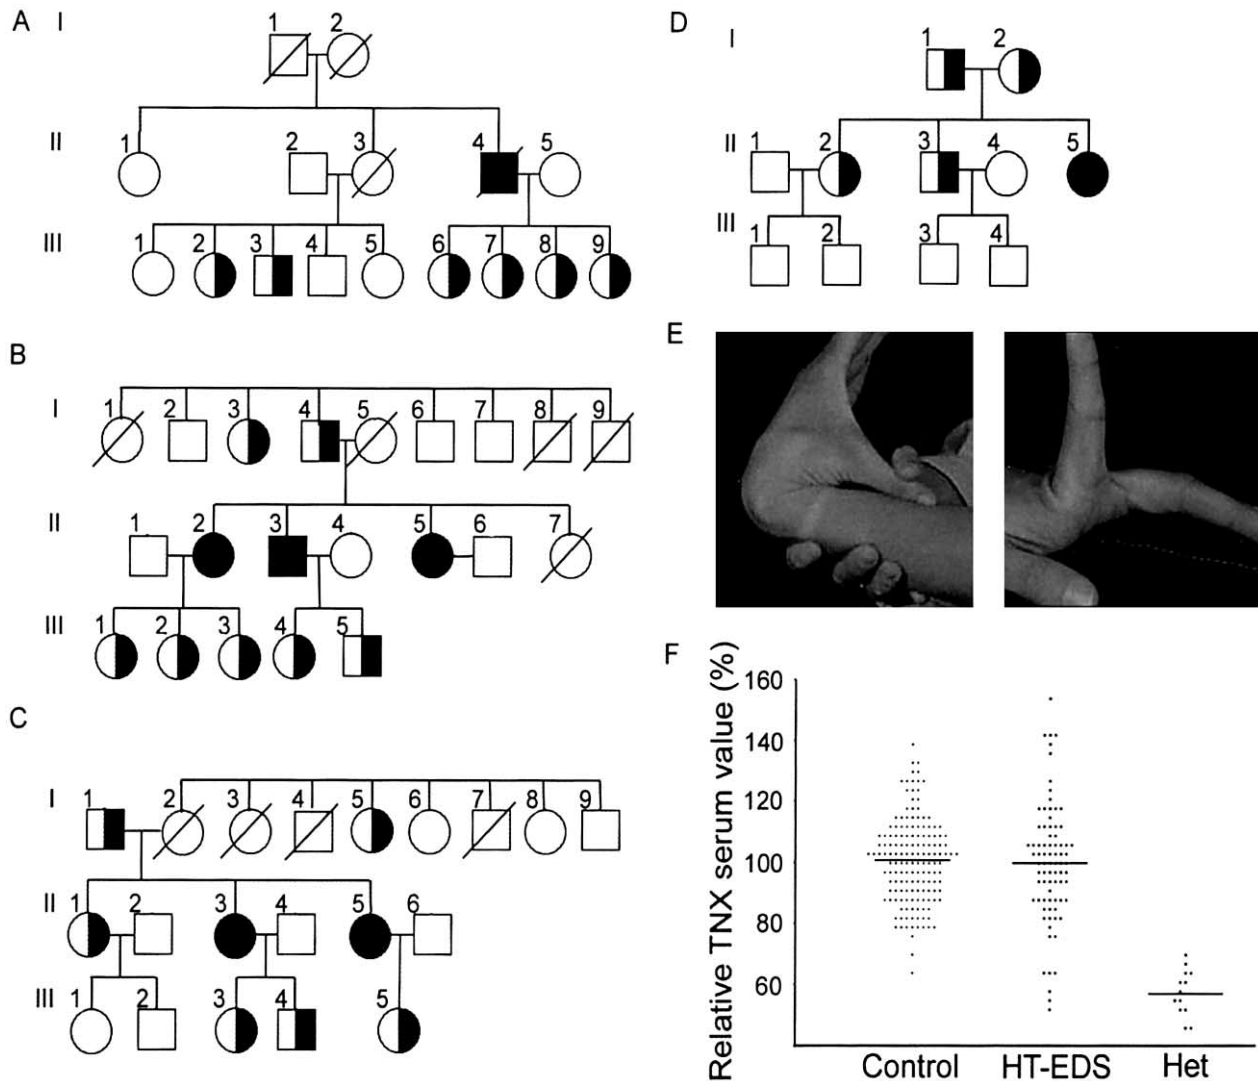 A I
1 2
II
1 2 3 4 5
III
1 2 3 4 5 6 7 8 9
B
I
1 2 3 4 5 6 7 8 9
II
1 2 3 4 5 6 7
III
1 2 3 4 5
C
I
1 2 3 4 5 6 7 8 9
II
1 2 3 4 5 6
III
1 2 3 4 5
D
I
1 2
II
1 2 3 4 5
III
1 2 3 4
E
F
Relative TNX serum value (%)
160
140
120
100
80
60
40
Control HT-EDS Het